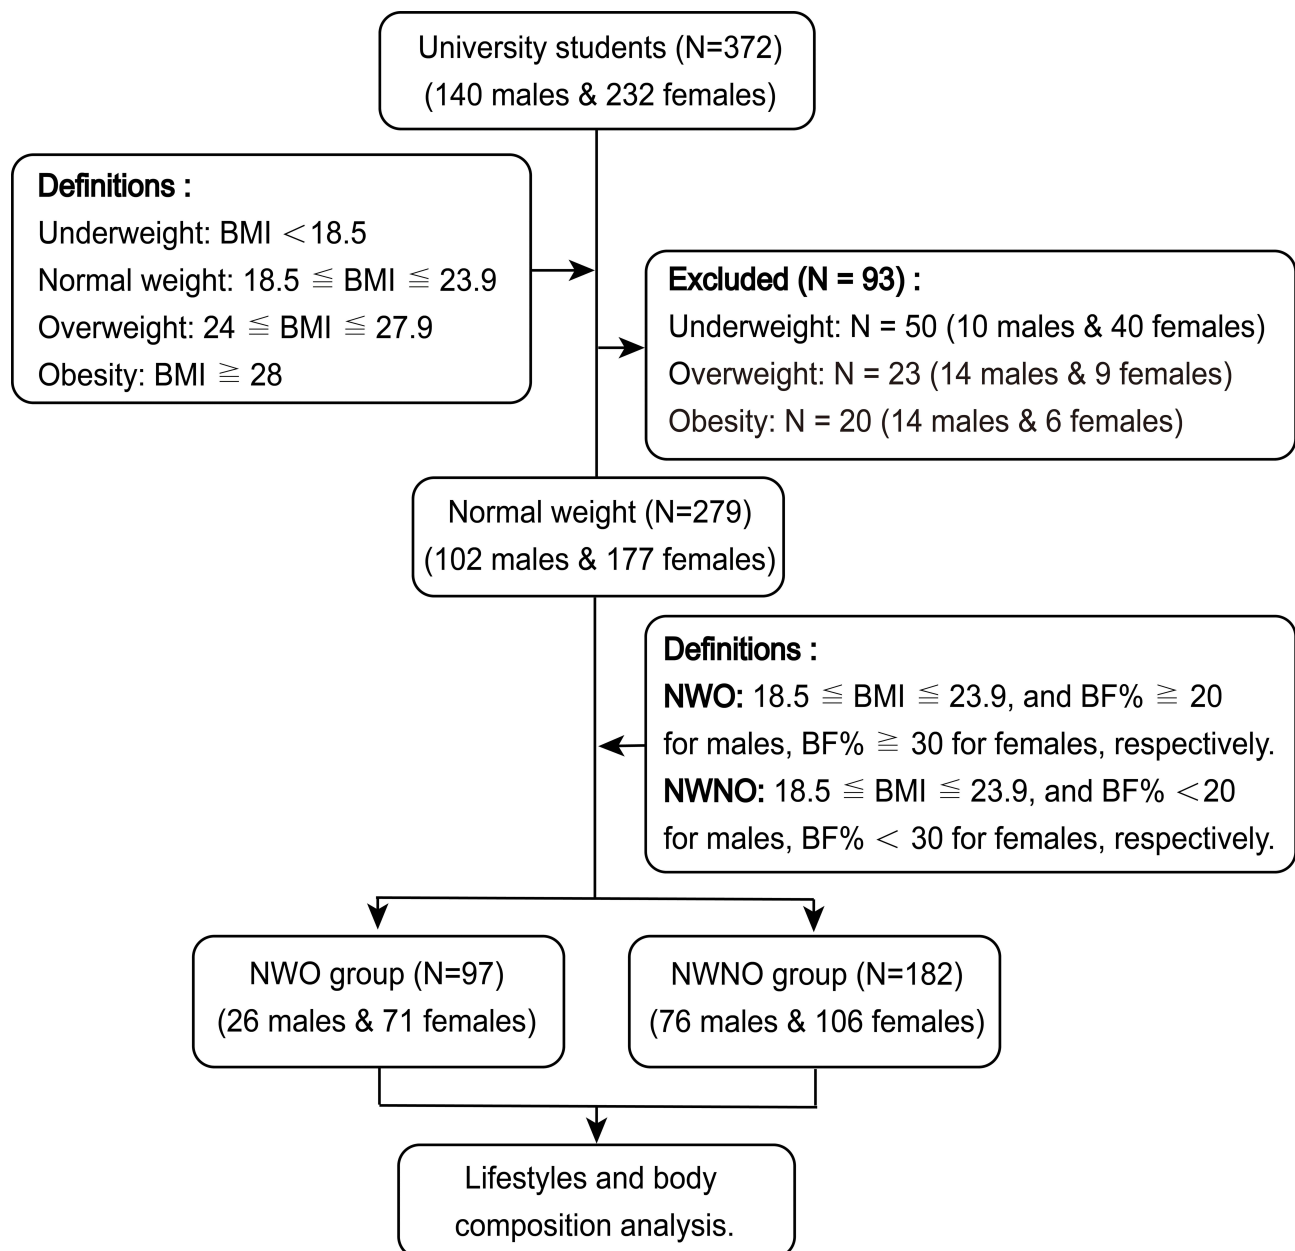 University students (N=372)
(140 males & 232 females)
Definitions :
Underweight: BMI <18.5
Normal weight: 18.5 ≦ BMI ≦ 23.9
Overweight: 24 ≦ BMI ≦ 27.9
Obesity: BMI ≧ 28
Excluded (N = 93) :
Underweight: N = 50 (10 males & 40 females)
Overweight: N = 23 (14 males & 9 females)
Obesity: N = 20 (14 males & 6 females)
Normal weight (N=279)
(102 males & 177 females)
Definitions :
NWO: 18.5 ≦ BMI ≦ 23.9, and BF% ≧ 20
for males, BF% ≧ 30 for females, respectively.
NWNO: 18.5 ≦ BMI ≦ 23.9, and BF% <20
for males, BF% < 30 for females, respectively.
NWO group (N=97)
(26 males & 71 females)
NWNO group (N=182)
(76 males & 106 females)
Lifestyles and body
composition analysis.